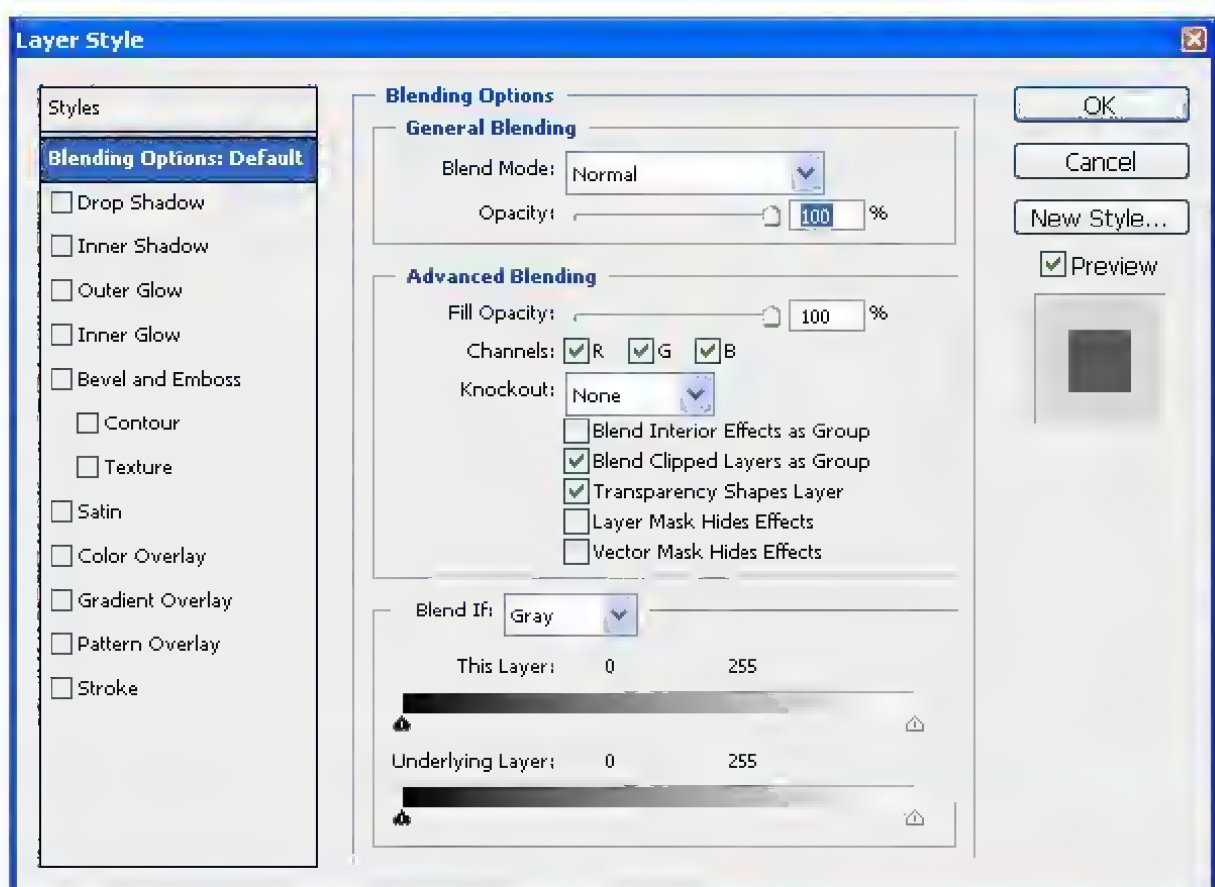 Layer Style
Styles
Blending Options: Default
Drop Shadow
Inner Shadow
Outer Glow
Inner Glow
Bevel and Emboss
Contour
Texture
Satin
Color Overlay
Gradient Overlay
Pattern Overlay
Stroke
Blending Options
General Blending
Blend Mode: Normal
Opacity: 100 %
Advanced Blending
Fill Opacity: 100 %
Channels: R G B
Knockout: None
Blend Interior Effects as Group
Blend Clipped Layers as Group
Transparency Shapes Layer
Layer Mask Hides Effects
Vector Mask Hides Effects
Blend If: Gray
This Layer: 0 255
Underlying Layer: 0 255
OK
Cancel
New Style...
Preview